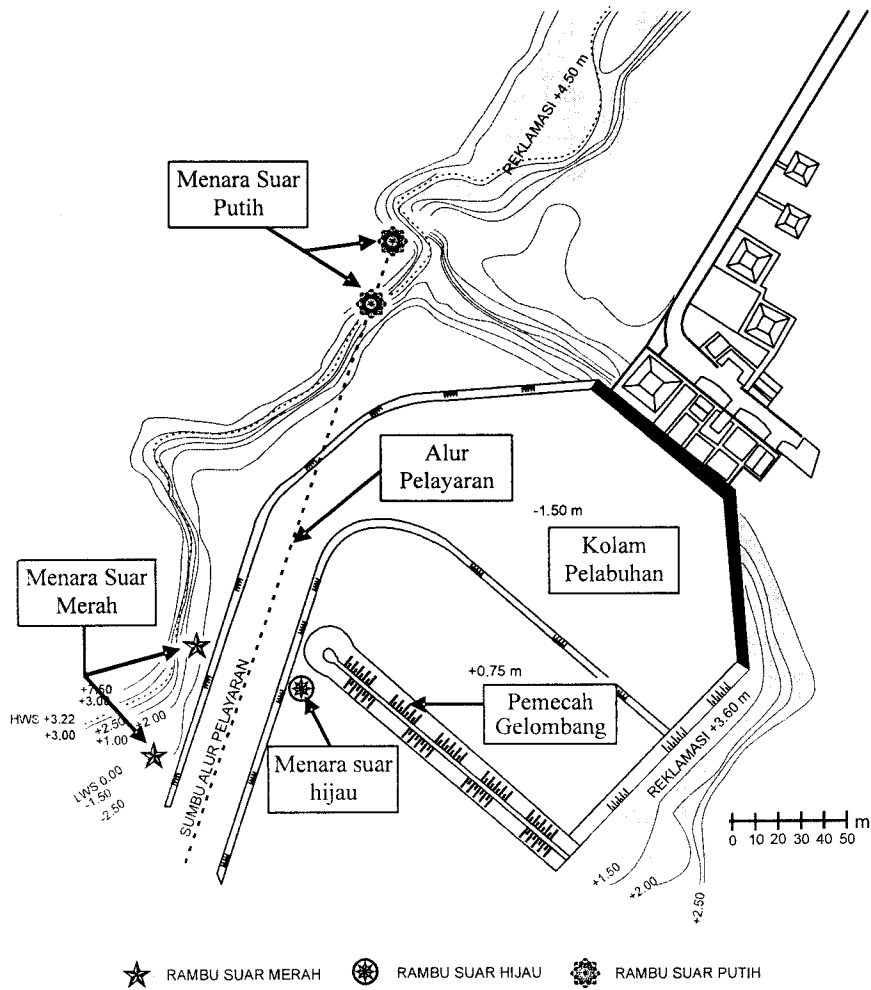 REKLAMASI +4.50 m
Menara Suar
Putih
Alur
Pelayaran
-1.50 m
Kolam
Pelabuhan
Menara Suar
Merah
+7.50
+3.00
HWS +3.22
+3.00
+2.50
+2.00
+1.00
LWS 0.00
-1.50
-2.50
SUMBU ALUR PELAYARAN
+0.75 m
Pemecah
Gelombang
Menara suar
hijau
REKLAMASI +3.60 m
+1.50
+2.00
+2.50
0 10 20 30 40 50 m
RAMBU SUAR MERAH
RAMBU SUAR HIJAU
RAMBU SUAR PUTIH